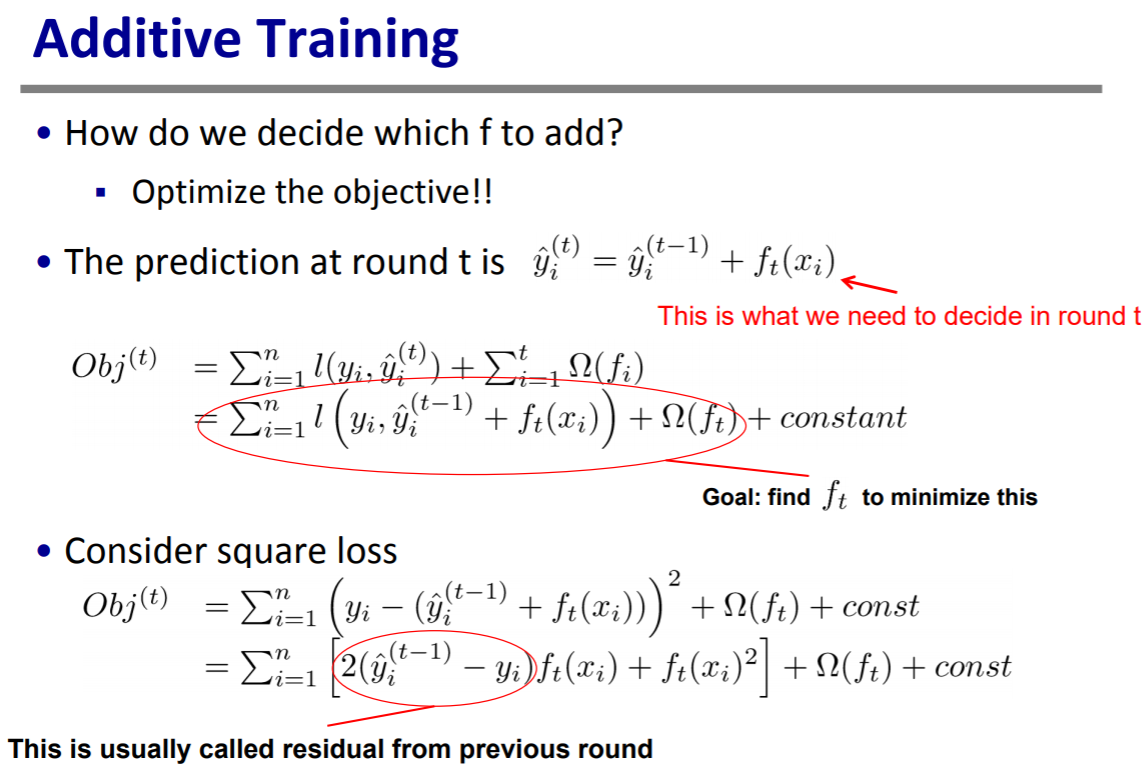 Additive Training
• How do we decide which f to add?
▪ Optimize the objective!!
• The prediction at round t is $\hat{y}_i^{(t)} = \hat{y}_i^{(t-1)} + f_t(x_i)$
This is what we need to decide in round t
$Obj^{(t)} = \sum_{i=1}^{n} l(y_i, \hat{y}_i^{(t)}) + \sum_{i=1}^{t} \Omega(f_i)$
$= \sum_{i=1}^{n} l\left(y_i, \hat{y}_i^{(t-1)} + f_t(x_i)\right) + \Omega(f_t) + constant$
Goal: find $f_t$ to minimize this
• Consider square loss
$Obj^{(t)} = \sum_{i=1}^{n} \left(y_i - (\hat{y}_i^{(t-1)} + f_t(x_i))\right)^2 + \Omega(f_t) + const$
$= \sum_{i=1}^{n} \left[2(\hat{y}_i^{(t-1)} - y_i)f_t(x_i) + f_t(x_i)^2\right] + \Omega(f_t) + const$
This is usually called residual from previous round